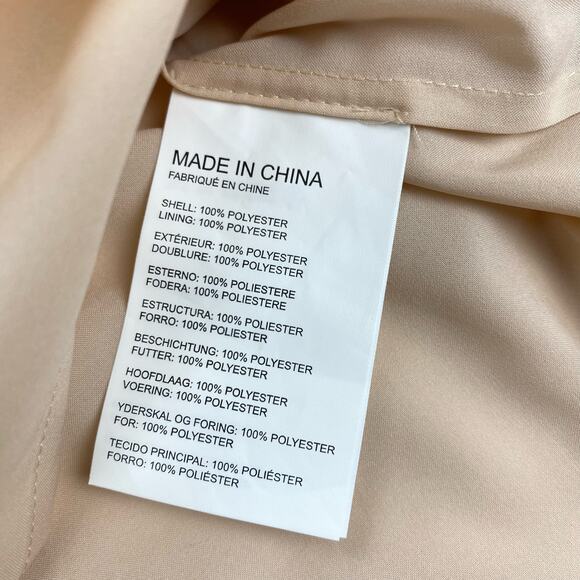 MADE IN CHINA
FABRIQUÉ EN CHINE
SHELL: 100% POLYESTER
LINING: 100% POLYESTER
EXTÉRIEUR: 100% POLYESTER
DOUBLURE: 100% POLYESTER
ESTERNO: 100% POLIESTERE
FODERA: 100% POLIESTERE
ESTRUCTURA: 100% POLIÉSTER
FORRO: 100% POLIÉSTER
BESCHICHTUNG: 100% POLYESTER
FUTTER: 100% POLYESTER
HOOFDLAAG: 100% POLYESTER
VOERING: 100% POLYESTER
YDERSKAL OG FORING: 100% POLYESTER
FOR: 100% POLYESTER
TECIDO PRINCIPAL: 100% POLIÉSTER
FORRO: 100% POLIÉSTER